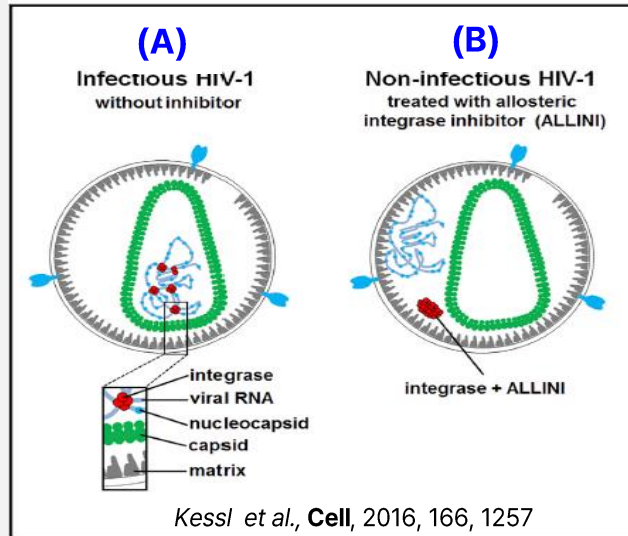 (A)
Infectious HIV-1
without inhibitor
(B)
Non-infectious HIV-1
treated with allosteric
integrase inhibitor (ALLINI)
integrase
viral RNA
nucleocapsid
capsid
matrix
integrase + ALLINI
Kessl et al., Cell, 2016, 166, 1257